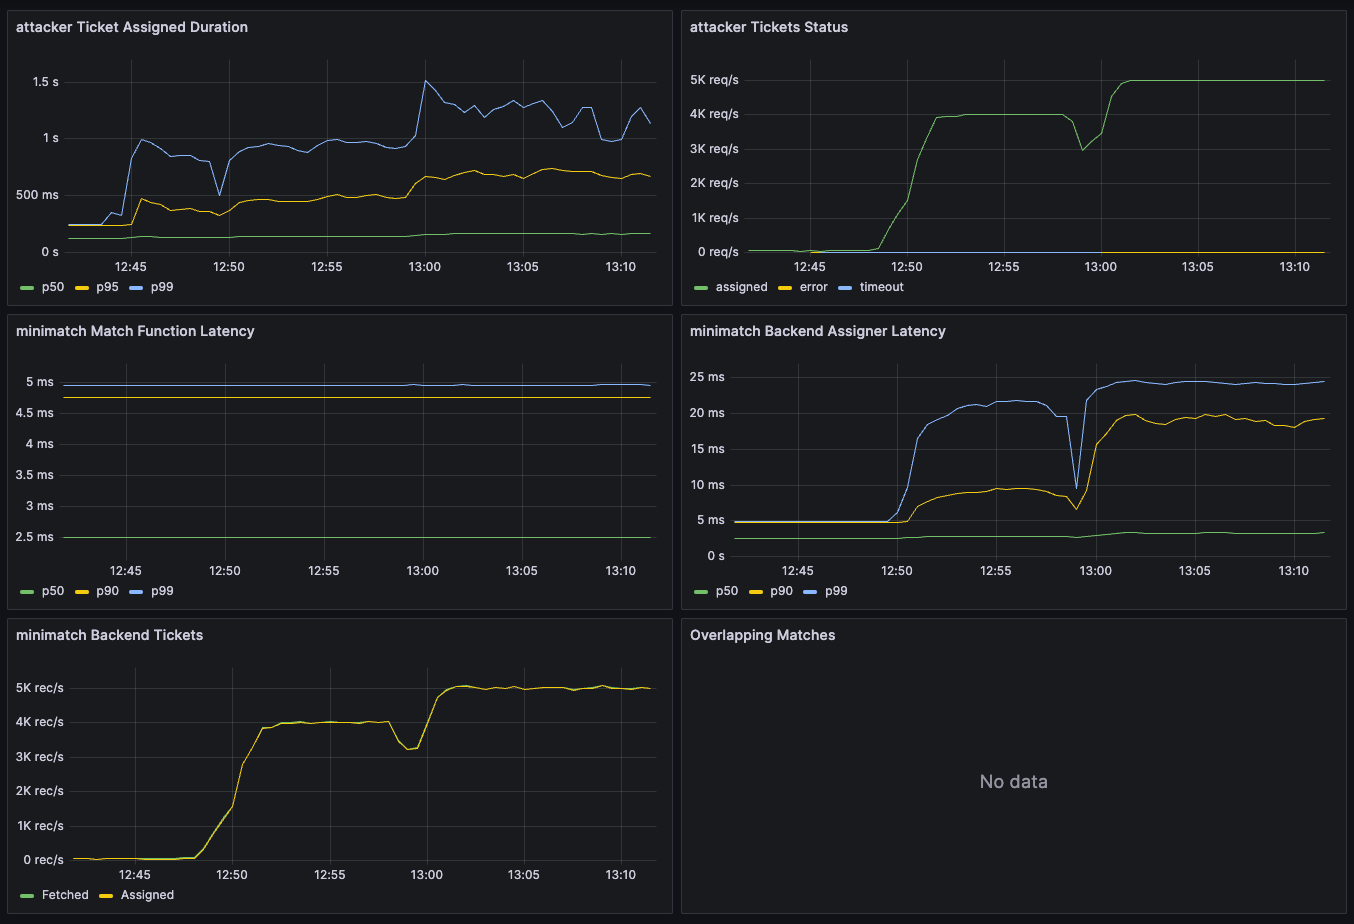 attacker Ticket Assigned Duration
1.5 s
1 s
500 ms
0 s
12:45 12:50 12:55 13:00 13:05 13:10
p50 p95 p99
attacker Tickets Status
5K req/s
4K req/s
3K req/s
2K req/s
1K req/s
0 req/s
12:45 12:50 12:55 13:00 13:05 13:10
assigned error timeout
minimatch Match Function Latency
5 ms
4.5 ms
4 ms
3.5 ms
3 ms
2.5 ms
12:45 12:50 12:55 13:00 13:05 13:10
p50 p90 p99
minimatch Backend Assigner Latency
25 ms
20 ms
15 ms
10 ms
5 ms
0 s
12:45 12:50 12:55 13:00 13:05 13:10
p50 p90 p99
minimatch Backend Tickets
5K rec/s
4K rec/s
3K rec/s
2K rec/s
1K rec/s
0 rec/s
12:45 12:50 12:55 13:00 13:05 13:10
Fetched Assigned
Overlapping Matches
No data